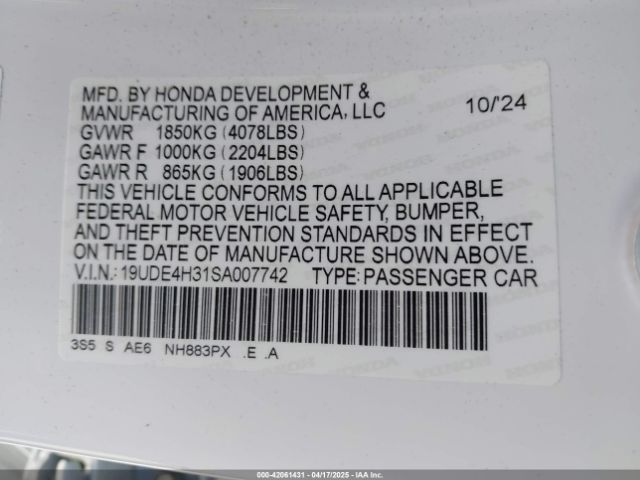 MFD. BY HONDA DEVELOPMENT &
MANUFACTURING OF AMERICA, LLC 10/'24
GVWR 1850KG (4078LBS)
GAWR F 1000KG (2204LBS)
GAWR R 865KG (1906LBS)
THIS VEHICLE CONFORMS TO ALL APPLICABLE
FEDERAL MOTOR VEHICLE SAFETY, BUMPER,
AND THEFT PREVENTION STANDARDS IN EFFECT
ON THE DATE OF MANUFACTURE SHOWN ABOVE.
V.I.N.: 19UDE4H31SA007742 TYPE: PASSENGER CAR
3S5 S AE6 NH883PX .E .A
000-42061431 - 04/17/2025 - IAAI.COM